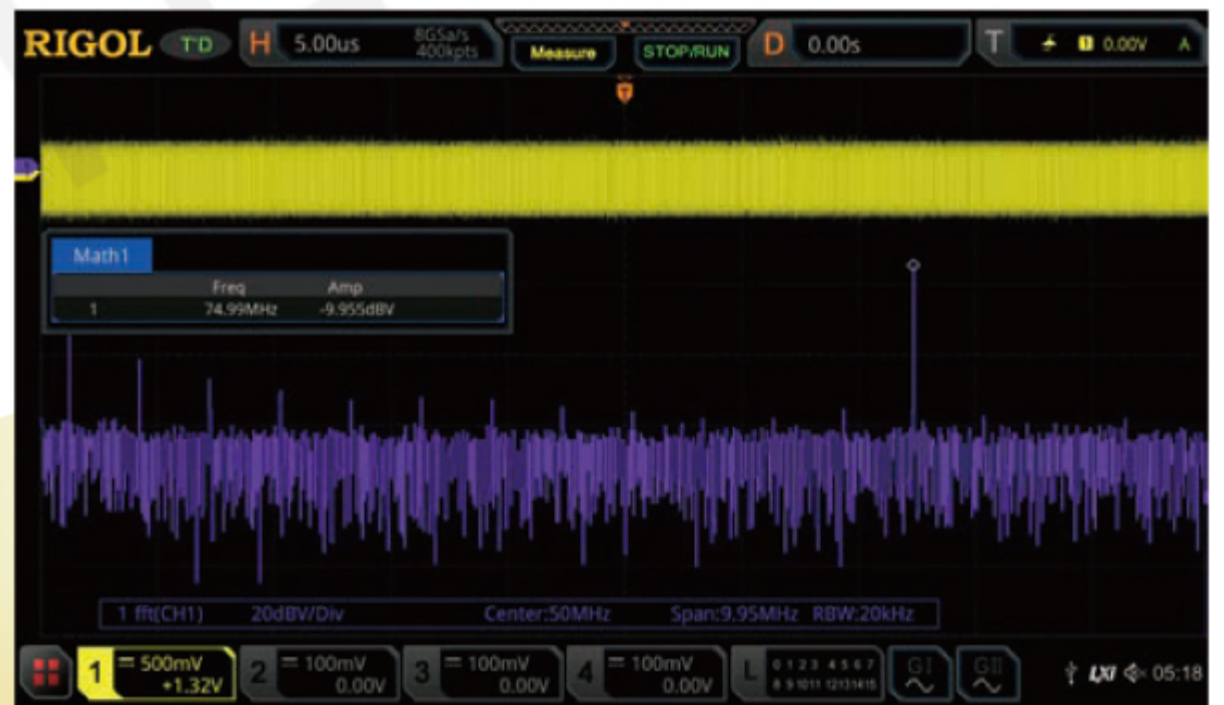 RIGOL T'D H 5.00us 8GSa/s 400kpts Measure STOP/RUN D 0.00s T 1 0.00V A
T
Math1
Freq Amp
1 74.99MHz -9.955dBV
1 fft(CH1) 20dBV/Div Center:50MHz Span:9.95MHz RBW:20kHz
1 500mV +1.32V 2 100mV 0.00V 3 100mV 0.00V 4 100mV 0.00V L 0 1 2 3 4 5 6 7 8 9 10 11 12 13 14 15 GI GII LXI 05:18